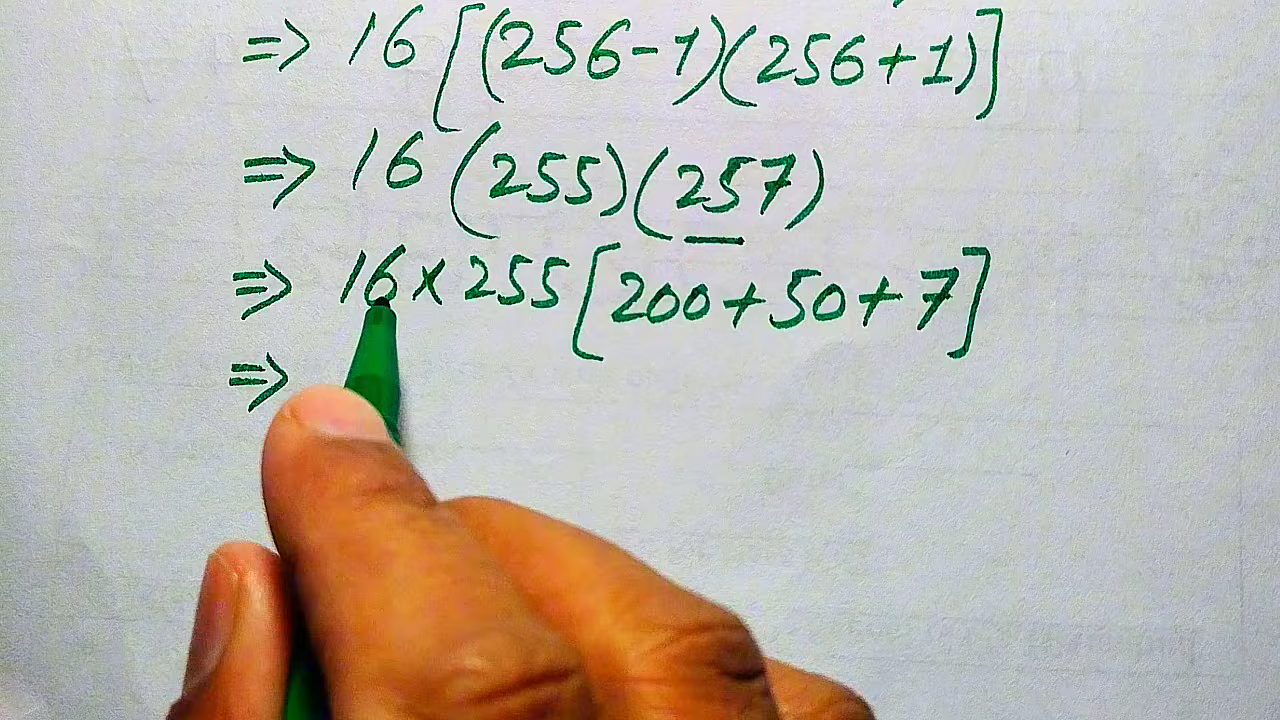 => 16 [(256-1)(256+1)]
=> 16 (255)(257)
=> 16 × 255 [200+50+7]
=>